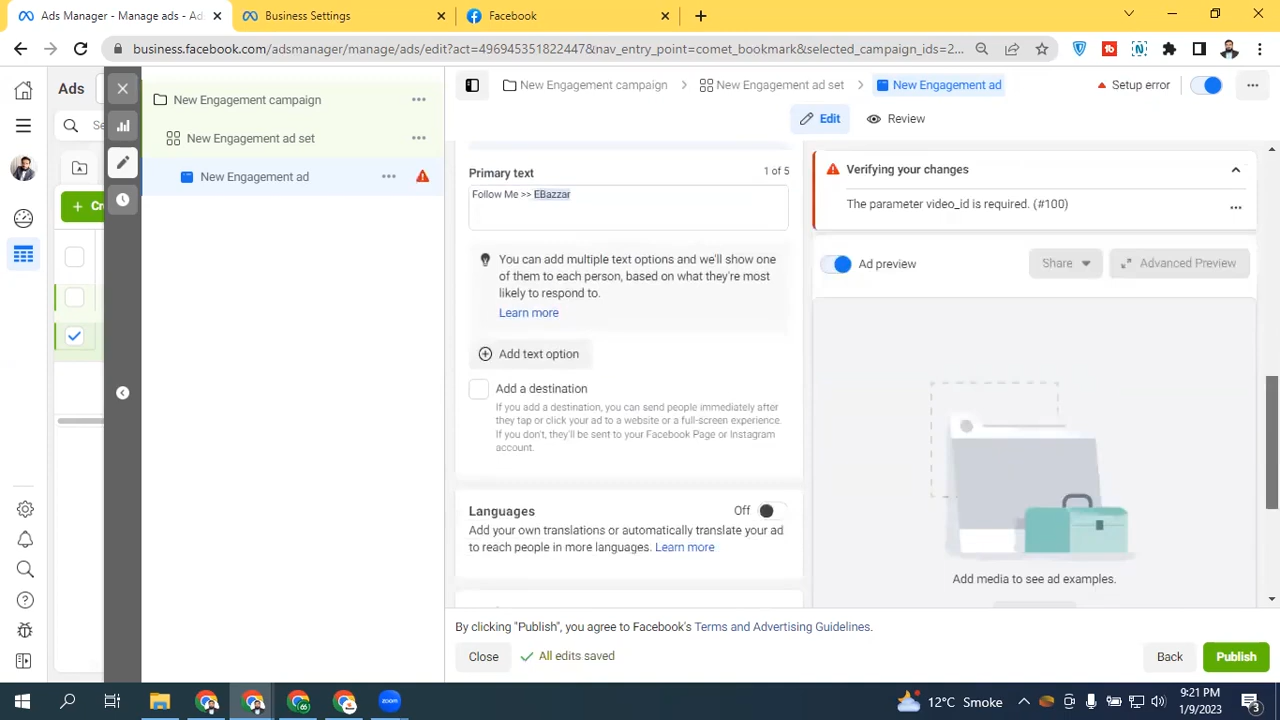 Ads Manager - Manage ads - Ad
Business Settings
Facebook
business.facebook.com/adsmanager/manage/ads/edit?act=496945351822447&nav_entry_point=comet_bookmark&selected_campaign_ids=2...
Ads
New Engagement campaign
New Engagement ad set
New Engagement ad
Se
Cr
New Engagement campaign
New Engagement ad set
New Engagement ad
Setup error
Edit
Review
Primary text
1 of 5
Follow Me >> EBazzar
You can add multiple text options and we'll show one
of them to each person, based on what they're most
likely to respond to.
Learn more
Add text option
Add a destination
If you add a destination, you can send people immediately after
they tap or click your ad to a website or a full-screen experience.
If you don't, they'll be sent to your Facebook Page or Instagram
account.
Languages
Off
Add your own translations or automatically translate your ad
to reach people in more languages. Learn more
Verifying your changes
The parameter video_id is required. (#100)
Ad preview
Share
Advanced Preview
Add media to see ad examples.
By clicking "Publish", you agree to Facebook's Terms and Advertising Guidelines.
Close
All edits saved
Back
Publish
zoom
12°C Smoke
9:21 PM
1/9/2023
3